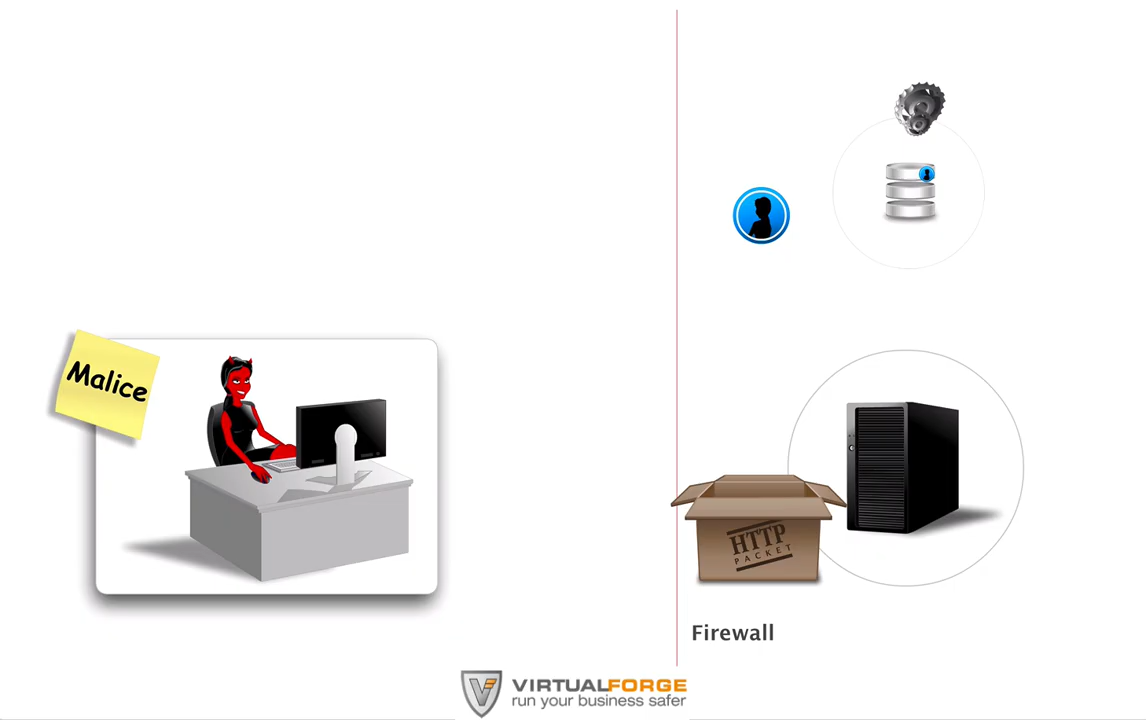 Malice
HTTP
PACKET
Firewall
VIRTUALFORGE
run your business safer